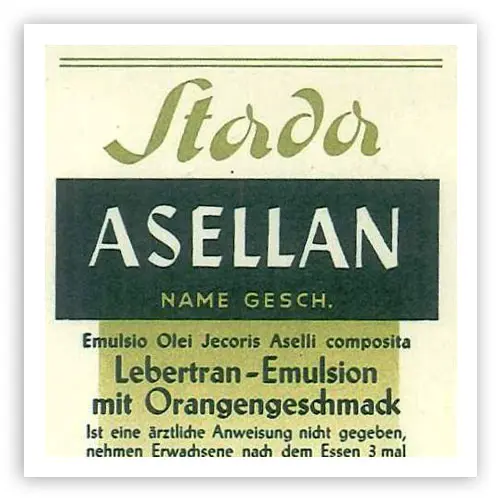 Stada
ASELLAN
NAME GESCH.
Emulsio Olei Jecoris Aselli composita
Lebertran-Emulsion
mit Orangengeschmack
Ist eine ärztliche Anweisung nicht gegeben,
nehmen Erwachsene nach dem Essen 3 mal